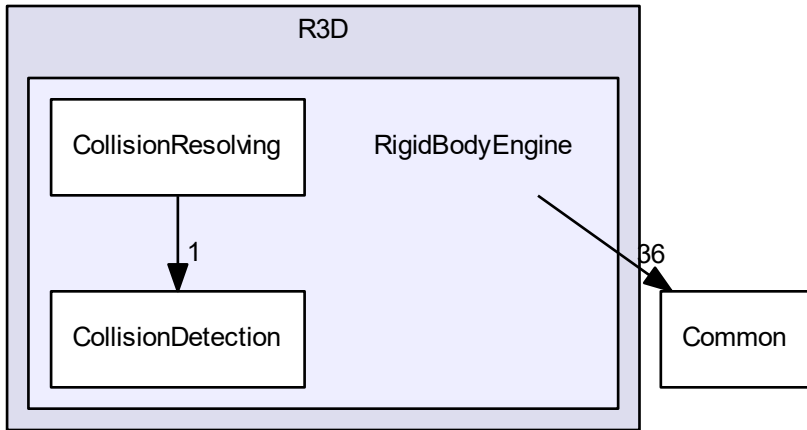 R3D
CollisionResolving
RigidBodyEngine
1
36
CollisionDetection
Common